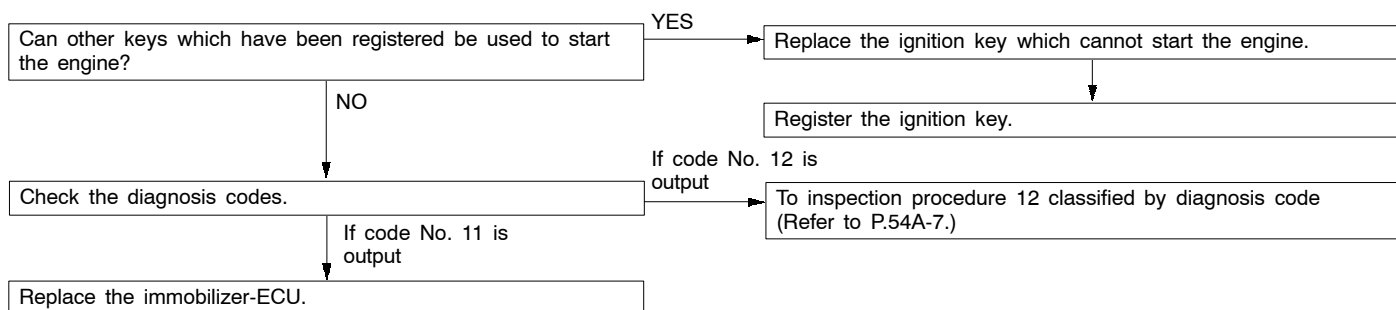 Can other keys which have been registered be used to start
the engine?
YES
Replace the ignition key which cannot start the engine.
NO
Register the ignition key.
If code No. 12 is
output
Check the diagnosis codes.
To inspection procedure 12 classified by diagnosis code
(Refer to P.54A-7.)
If code No. 11 is
output
Replace the immobilizer-ECU.